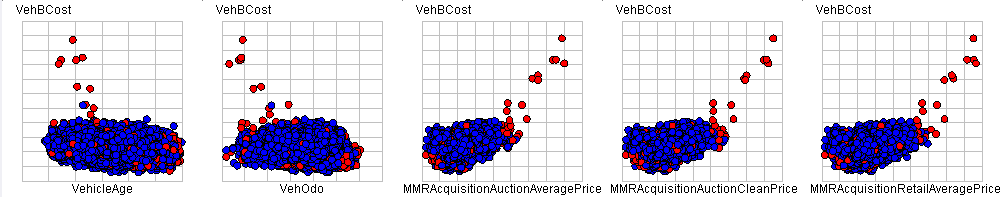 VehBCost VehBCost VehBCost VehBCost VehBCost
VehicleAge VehOdo MMRAcquisitionAuctionAveragePrice MMRAcquisitionAuctionCleanPrice MMRAcquisitionRetailAveragePrice